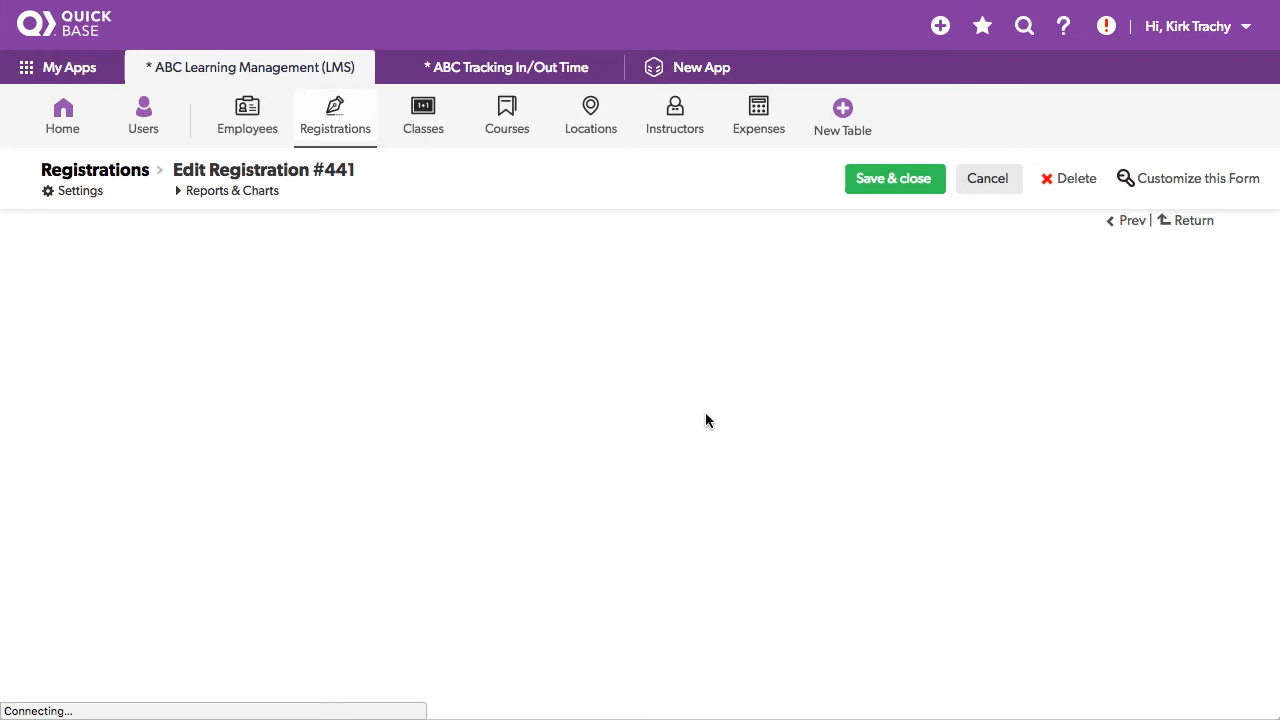 QUICK
BASE
Hi, Kirk Trachy
My Apps
* ABC Learning Management (LMS)
* ABC Tracking In/Out Time
New App
Home
Users
Employees
Registrations
1+1
Classes
Courses
Locations
Instructors
Expenses
New Table
Registrations > Edit Registration #441
Settings
Reports & Charts
Save & close
Cancel
Delete
Customize this Form
Prev | Return
Connecting...